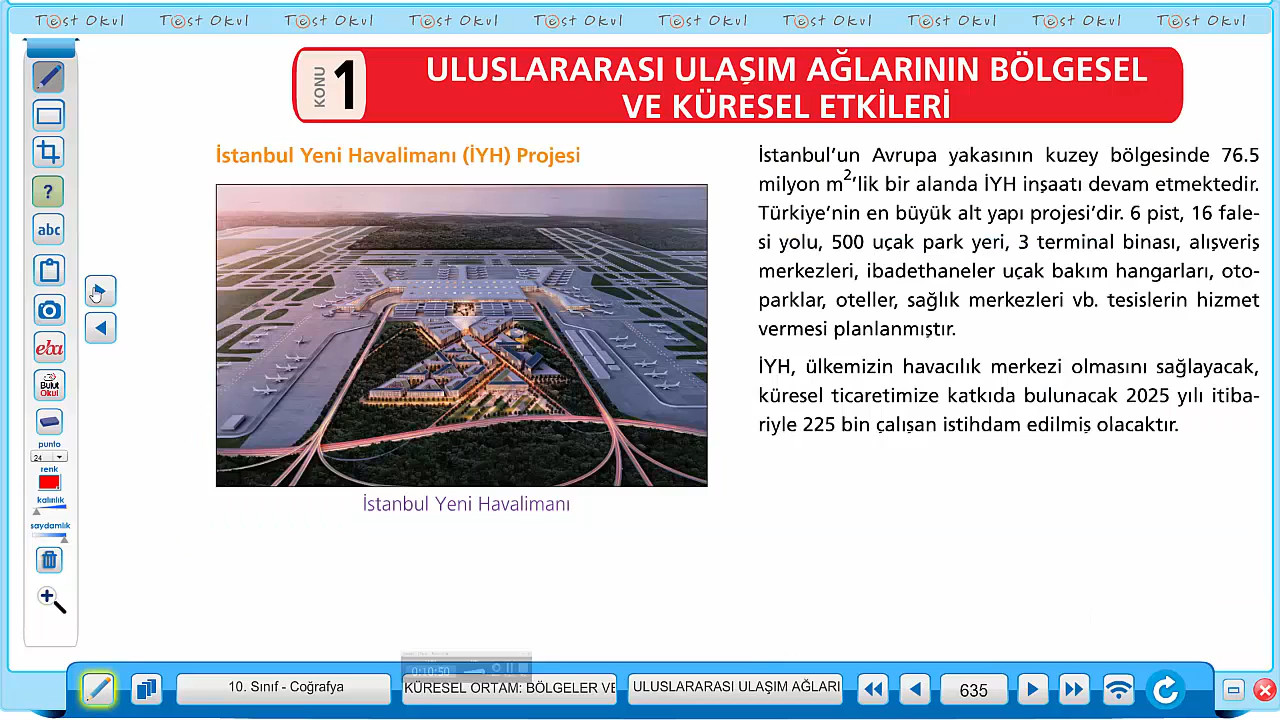 Test Okul Test Okul Test Okul Test Okul Test Okul Test Okul Test Okul Test Okul Test Okul Test Okul
KONU 1
ULUSLARARASI ULAŞIM AĞLARININ BÖLGESEL
VE KÜRESEL ETKİLERİ
İstanbul Yeni Havalimanı (İYH) Projesi
İstanbul Yeni Havalimanı
İstanbul’un Avrupa yakasının kuzey bölgesinde 76.5
milyon m²’lik bir alanda İYH inşaatı devam etmektedir.
Türkiye’nin en büyük alt yapı projesi’dir. 6 pist, 16 fale-
si yolu, 500 uçak park yeri, 3 terminal binası, alışveriş
merkezleri, ibadethaneler uçak bakım hangarları, oto-
parklar, oteller, sağlık merkezleri vb. tesislerin hizmet
vermesi planlanmıştır.
İYH, ülkemizin havacılık merkezi olmasını sağlayacak,
küresel ticaretimize katkıda bulunacak 2025 yılı itiba-
riyle 225 bin çalışan istihdam edilmiş olacaktır.
?
abc
eba
Bulut
Okul
punto
24
renk
kalınlık
saydamlık
0:10:50
10. Sınıf - Coğrafya
KÜRESEL ORTAM: BÖLGELER VE
ULUSLARARASI ULAŞIM AĞLARI
635